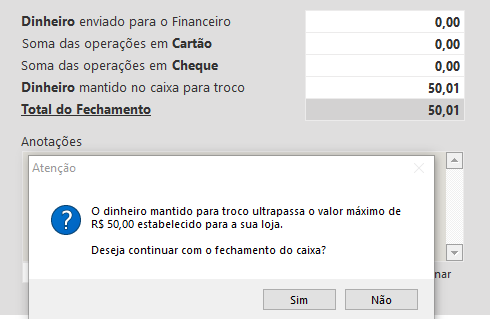 Dinheiro enviado para o Financeiro 0,00
Soma das operações em Cartão 0,00
Soma das operações em Cheque 0,00
Dinheiro mantido no caixa para troco 50,01
Total do Fechamento 50,01
Anotações
Atenção
O dinheiro mantido para troco ultrapassa o valor máximo de
R$ 50,00 estabelecido para a sua loja.
Deseja continuar com o fechamento do caixa?
nar
Sim Não